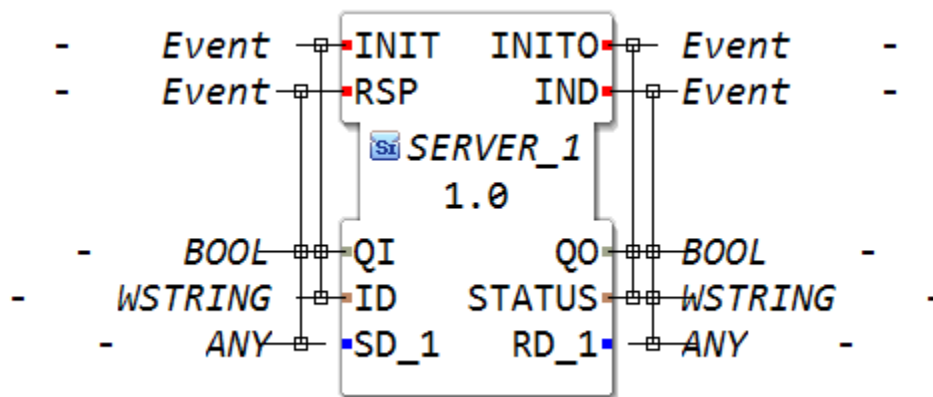 - Event INIT INITO Event -
- Event RSP IND Event -
SI SERVER_1
1.0
- BOOL QI QO BOOL -
- WSTRING ID STATUS WSTRING -
- ANY SD_1 RD_1 ANY -